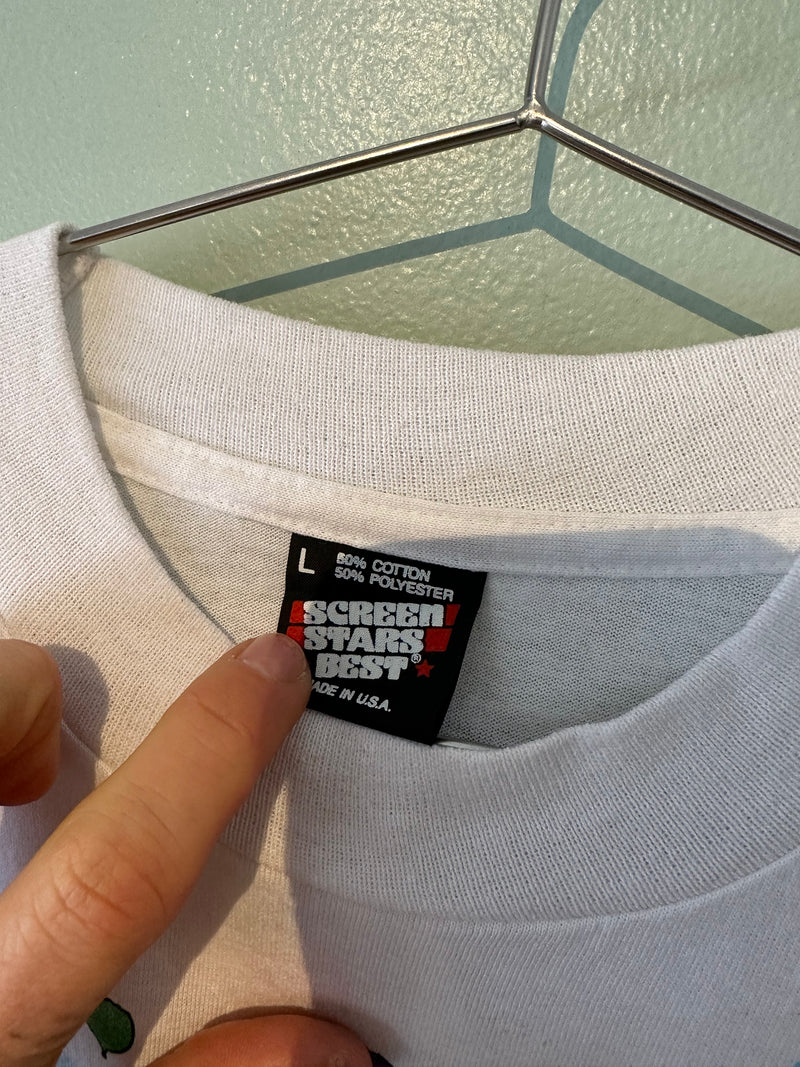 L
50% COTTON
50% POLYESTER
SCREEN
STARS
BEST®
ADE IN U.S.A.